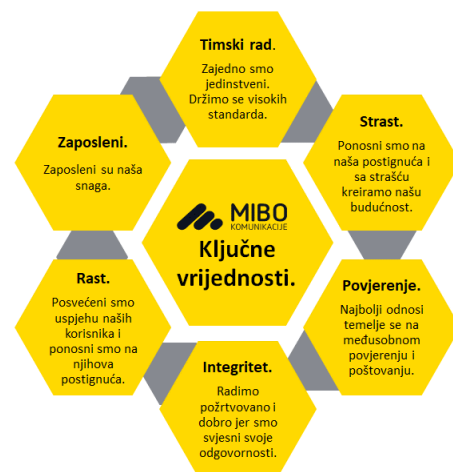 Timski rad.
Zajedno smo
jedinstveni.
Držimo se visokih
standarda.
Strast.
Ponosni smo na
naša postignuća i
sa strašću
kreiramo našu
budućnost.
Povjerenje.
Najbolji odnosi
temelje se na
međusobnom
povjerenju i
poštovanju.
Integritet.
Radimo
požrtvovano i
dobro jer smo
svjesni svoje
odgovornosti.
Rast.
Posvećeni smo
uspjehu naših
korisnika i
ponosni smo na
njihova
postignuća.
Zaposleni.
Zaposleni su naša
snaga.
MIBO
KOMUNIKACIJE
Ključne
vrijednosti.